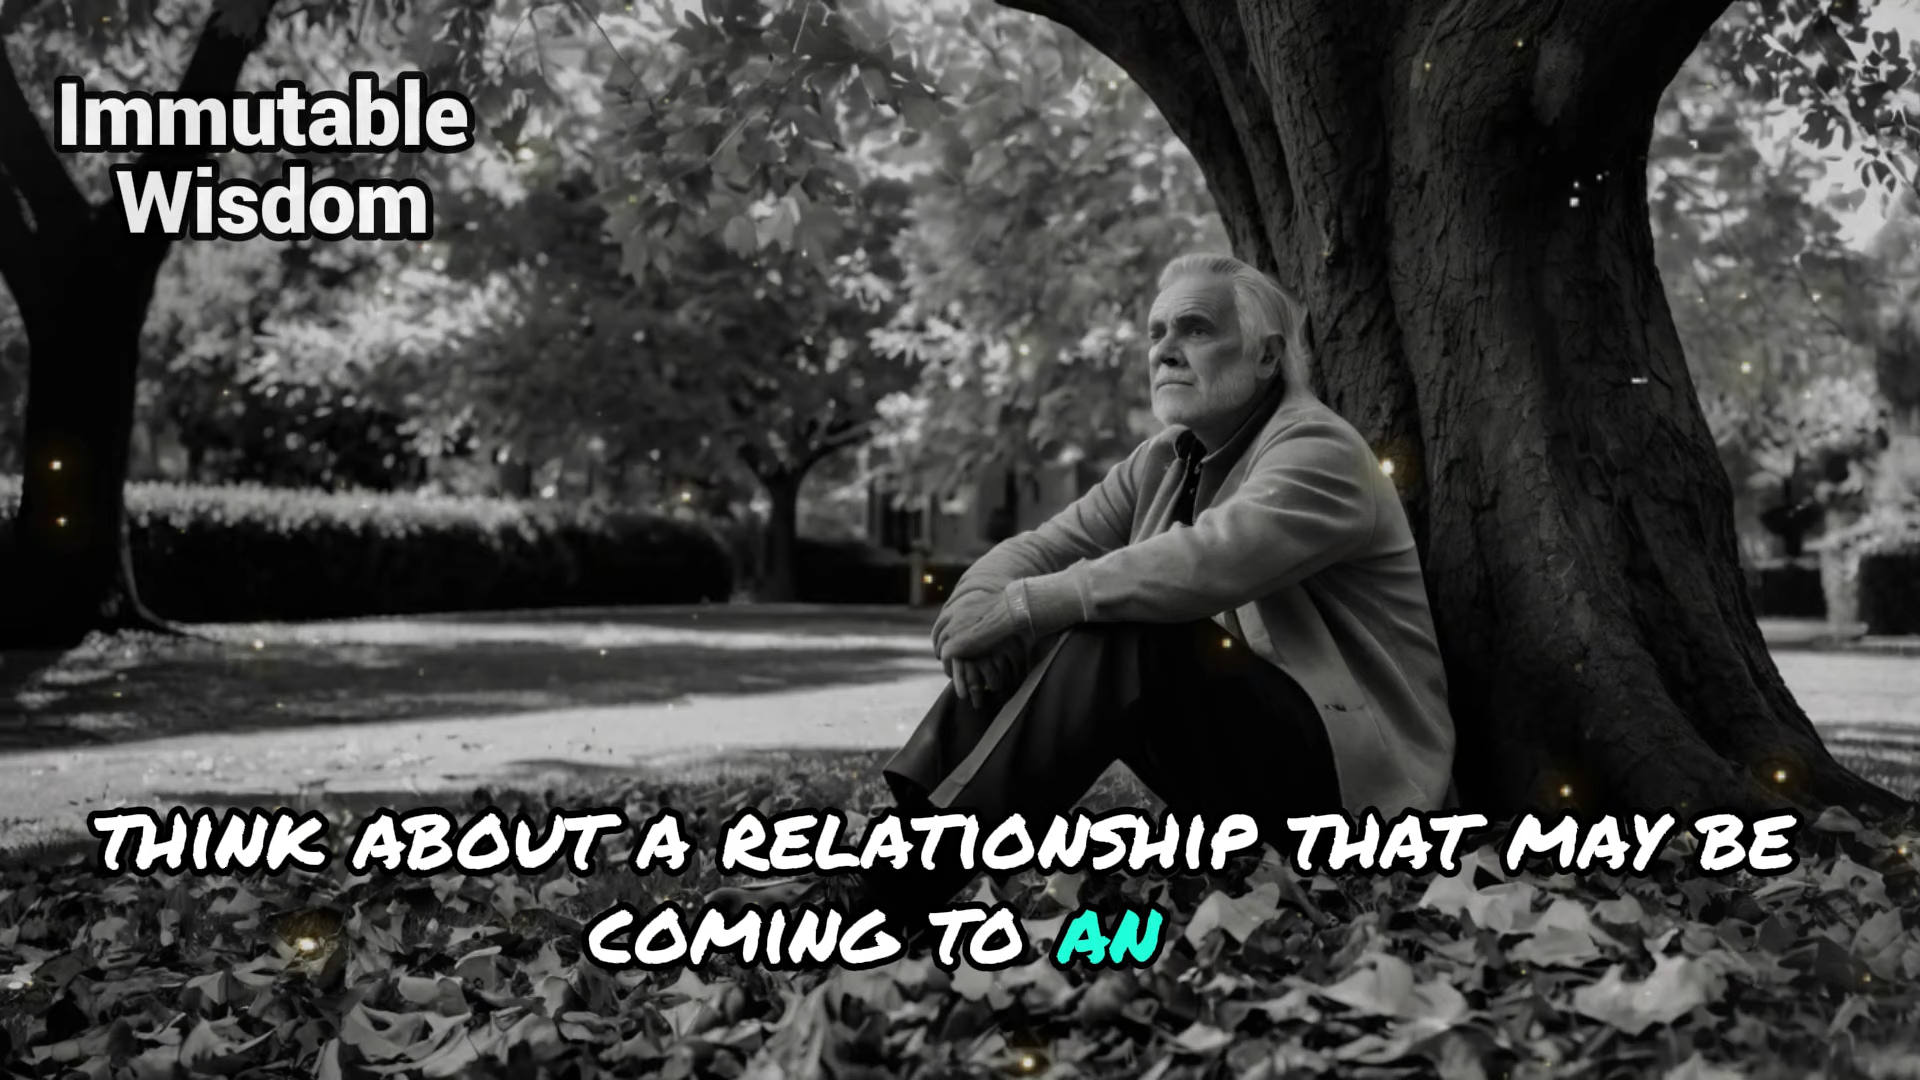 Immutable
Wisdom
THINK ABOUT A RELATIONSHIP THAT MAY BE
COMING TO AN